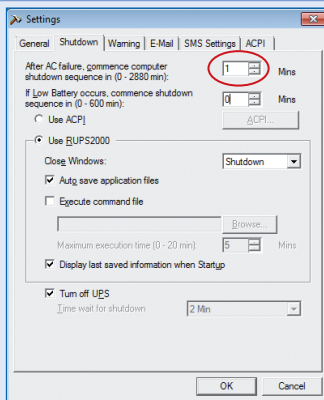 Settings
General Shutdown Warning E-Mail SMS Settings ACPI
After AC failure, commence computer
shutdown sequence in (0 - 2880 min):
1 Mins
If Low Battery occurs, commence shutdown
sequence in (0 - 600 min):
0 Mins
Use ACPI
ACPI...
Use RUPS2000
Close Windows:
Shutdown
Auto save application files
Execute command file
Browse...
Maximum execution time (0 - 20 min):
5 Mins
Display last saved information when Startup
Turn off UPS
Time wait for shutdown
2 Min
OK Cancel